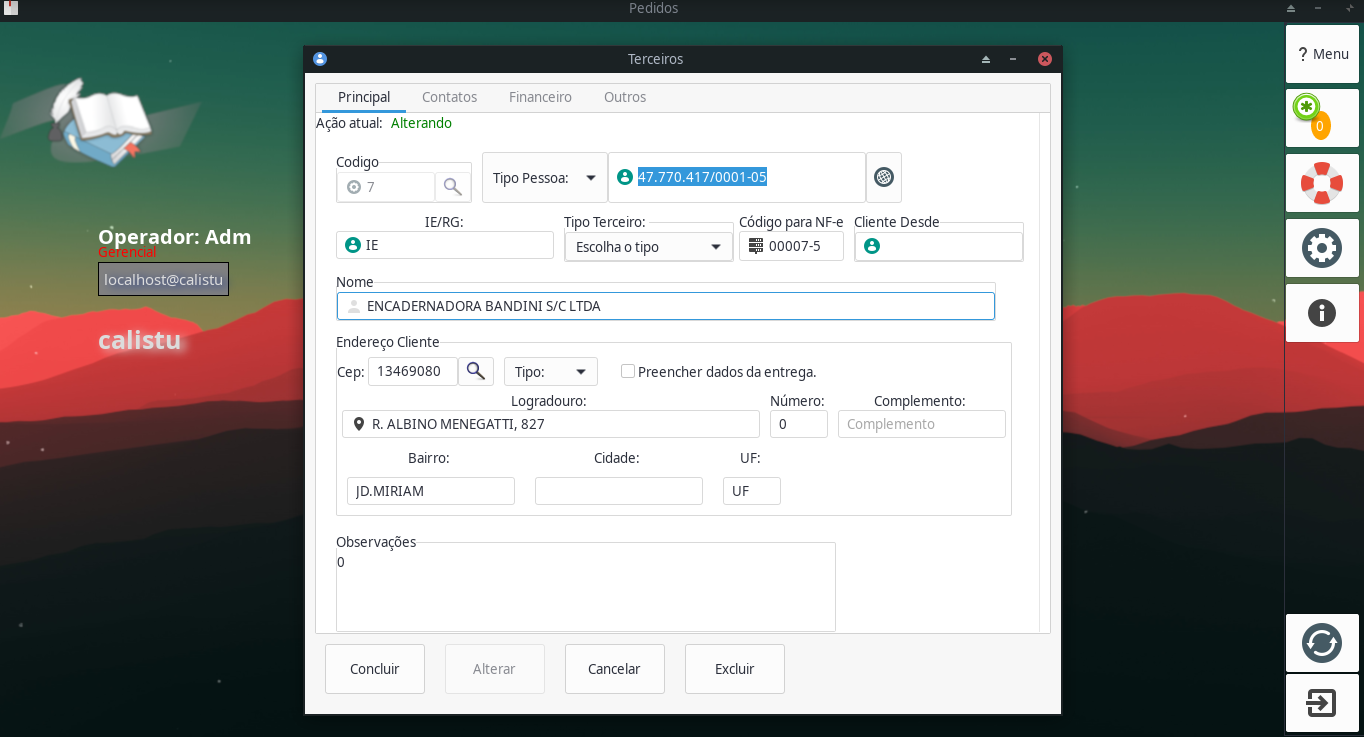 Pedidos
Terceiros
? Menu
0
Principal Contatos Financeiro Outros
Ação atual: Alterando
Codigo
7
Tipo Pessoa:
47.770.417/0001-05
IE/RG: Tipo Terceiro: Código para NF-e Cliente Desde
IE Escolha o tipo 00007-5
Operador: Adm
Gerencial
localhost@calistu
calistu
Nome
ENCADERNADORA BANDINI S/C LTDA
Endereço Cliente
Cep: 13469080 Tipo: Preencher dados da entrega.
Logradouro: Número: Complemento:
R. ALBINO MENEGATTI, 827 0 Complemento
Bairro: Cidade: UF:
JD.MIRIAM UF
Observações
0
Concluir Alterar Cancelar Excluir